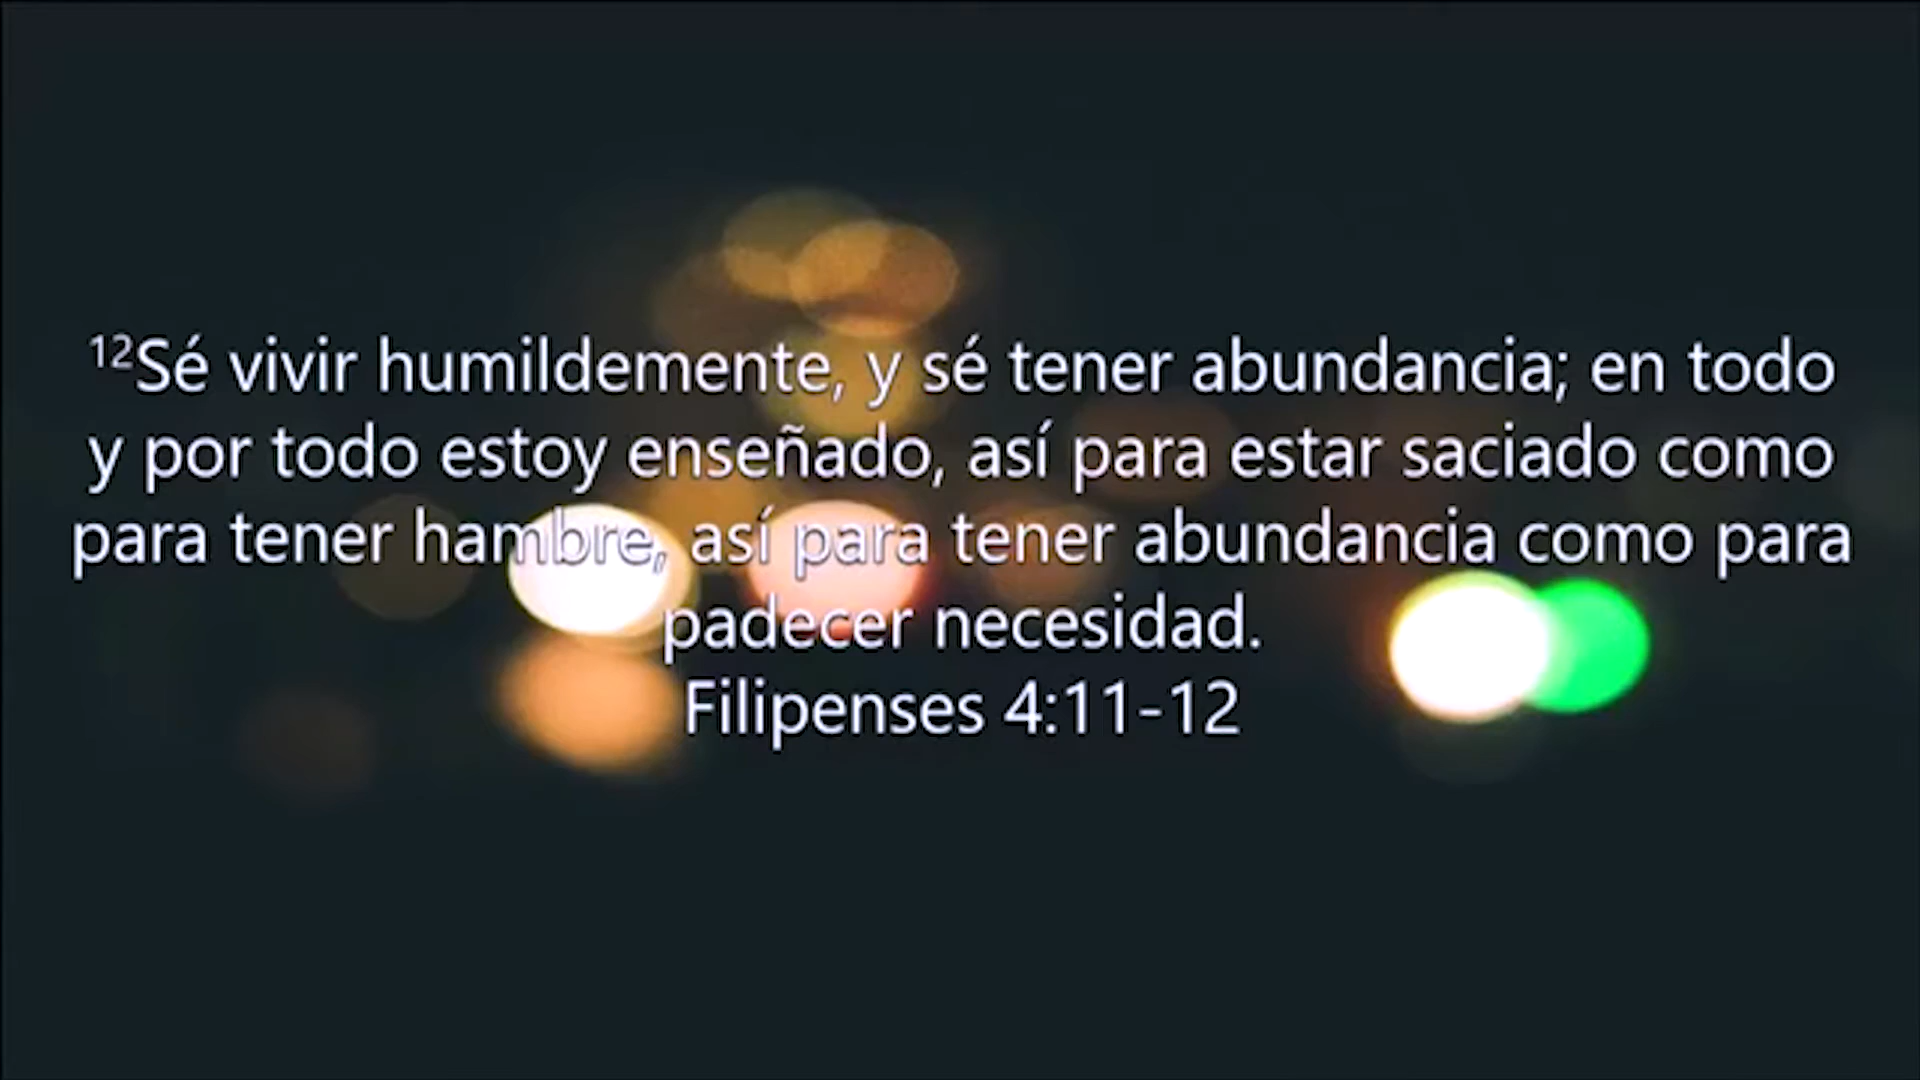 ¹²Sé vivir humildemente, y sé tener abundancia; en todo
y por todo estoy enseñado, así para estar saciado como
para tener hambre, así para tener abundancia como para
padecer necesidad.
Filipenses 4:11-12